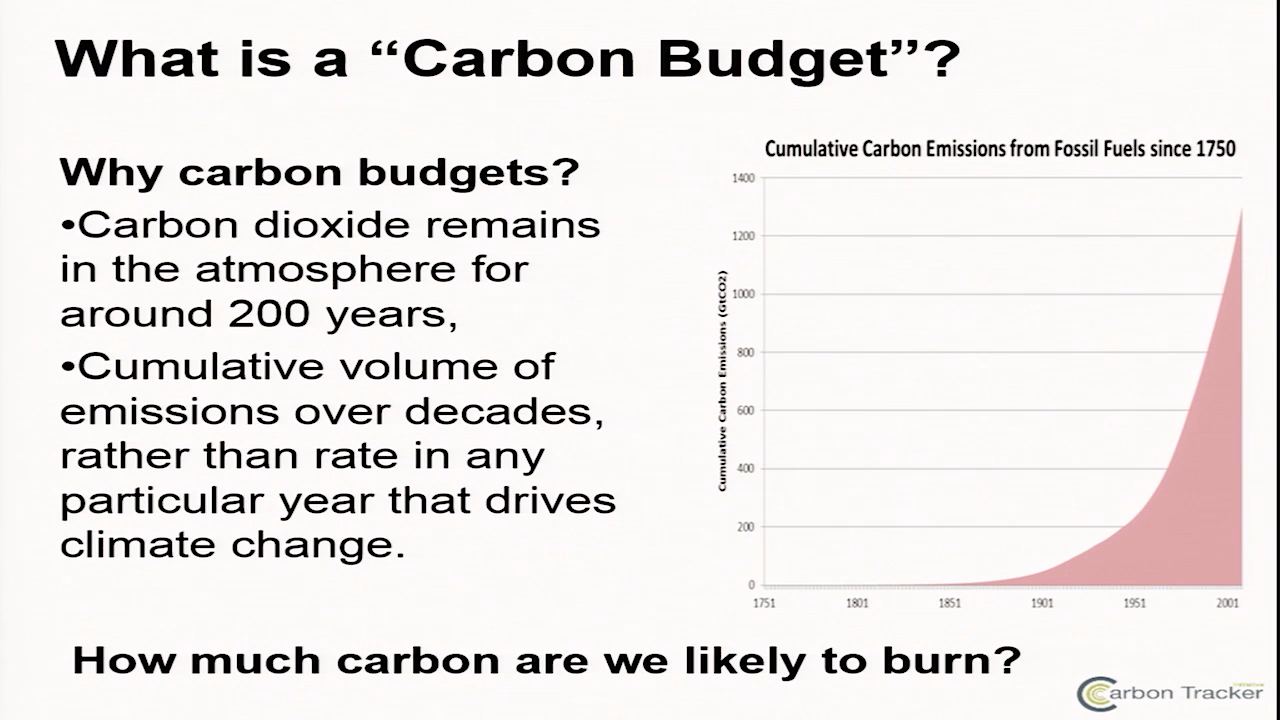 What is a “Carbon Budget”?
Why carbon budgets?
•Carbon dioxide remains
in the atmosphere for
around 200 years,
•Cumulative volume of
emissions over decades,
rather than rate in any
particular year that drives
climate change.
Cumulative Carbon Emissions from Fossil Fuels since 1750
Cumulative Carbon Emissions (GtCO2)
1400
1200
1000
800
600
400
200
0
1751 1801 1851 1901 1951 2001
How much carbon are we likely to burn?
Carbon Tracker
Initiative